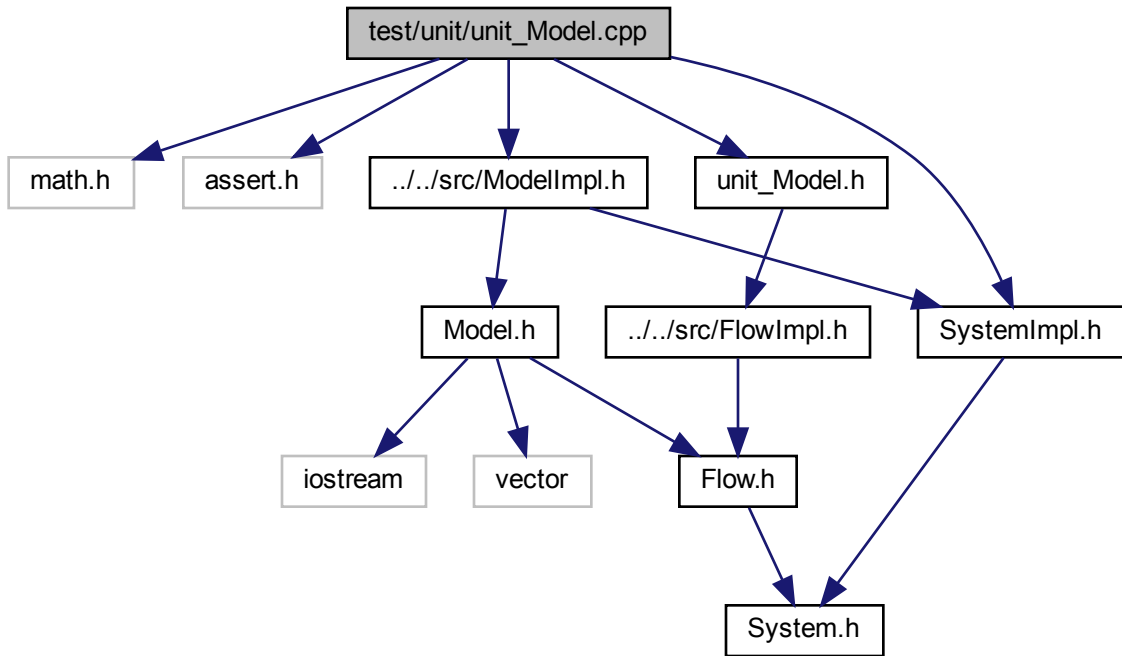 test/unit/unit_Model.cpp
math.h
assert.h
../../src/ModelImpl.h
unit_Model.h
Model.h
../../src/FlowImpl.h
SystemImpl.h
iostream
vector
Flow.h
System.h